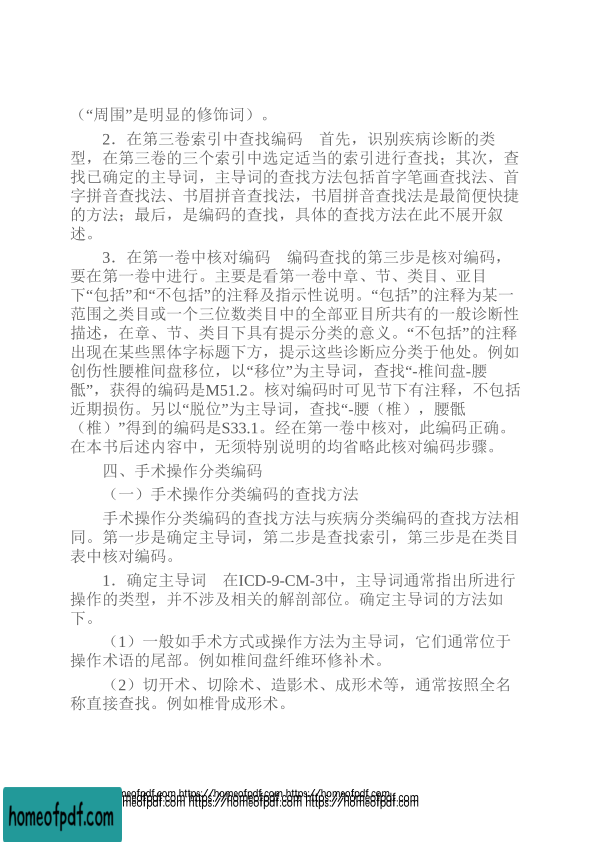 （“周围”是明显的修饰词）。
2．在第三卷索引中查找编码　首先，识别疾病诊断的类
型，在第三卷的三个索引中选定适当的索引进行查找；其次，查
找已确定的主导词，主导词的查找方法包括首字笔画查找法、首
字拼音查找法、书眉拼音查找法，书眉拼音查找法是最简便快捷
的方法；最后，是编码的查找，具体的查找方法在此不展开叙
述。
3．在第一卷中核对编码　编码查找的第三步是核对编码，
要在第一卷中进行。主要是看第一卷中章、节、类目、亚目
下“包括”和“不包括”的注释及指示性说明。“包括”的注释为某一
范围之类目或一个三位数类目中的全部亚目所共有的一般诊断性
描述，在章、节、类目下具有提示分类的意义。“不包括”的注释
出现在某些黑体字标题下方，提示这些诊断应分类于他处。例如
创伤性腰椎间盘移位，以“移位”为主导词，查找“-椎间盘-腰
骶”，获得的编码是M51.2。核对编码时可见节下有注释，不包括
近期损伤。另以“脱位”为主导词，查找“-腰（椎），腰骶
（椎）”得到的编码是S33.1。经在第一卷中核对，此编码正确。
在本书后述内容中，无须特别说明的均省略此核对编码步骤。
四、手术操作分类编码
（一）手术操作分类编码的查找方法
手术操作分类编码的查找方法与疾病分类编码的查找方法相
同。第一步是确定主导词，第二步是查找索引，第三步是在类目
表中核对编码。
1．确定主导词　在ICD-9-CM-3中，主导词通常指出所进行
操作的类型，并不涉及相关的解剖部位。确定主导词的方法如
下。
（1）一般如手术方式或操作方法为主导词，它们通常位于
操作术语的尾部。例如椎间盘纤维环修补术。
（2）切开术、切除术、造影术、成形术等，通常按照全名
称直接查找。例如椎骨成形术。
homeofpdf.com https://homeofpdf.com https://homeofpdf.com
homeofpdf.com https://homeofpdf.com https://homeofpdf.com
homeofpdf.com